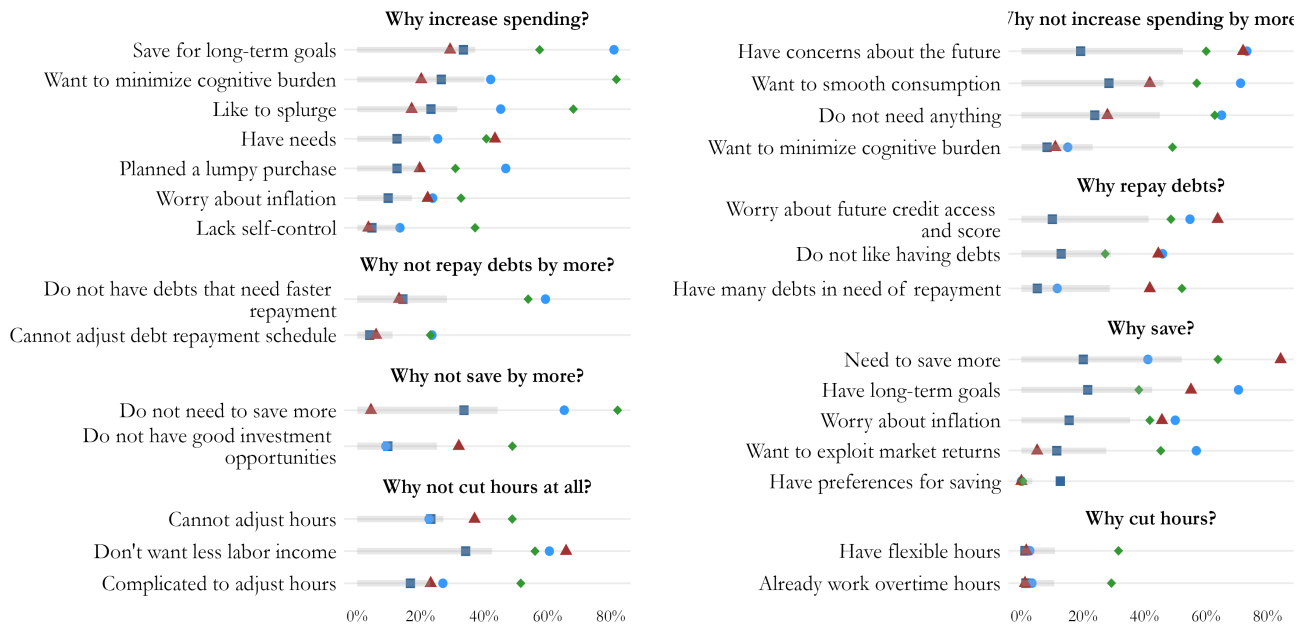 Why increase spending?
Save for long-term goals
Want to minimize cognitive burden
Like to splurge
Have needs
Planned a lumpy purchase
Worry about inflation
Lack self-control
Why not repay debts by more?
Do not have debts that need faster
repayment
Cannot adjust debt repayment schedule
Why not save by more?
Do not need to save more
Do not have good investment
opportunities
Why not cut hours at all?
Cannot adjust hours
Don't want less labor income
Complicated to adjust hours
0% 20% 40% 60% 80%
Why not increase spending by more
Have concerns about the future
Want to smooth consumption
Do not need anything
Want to minimize cognitive burden
Why repay debts?
Worry about future credit access
and score
Do not like having debts
Have many debts in need of repayment
Why save?
Need to save more
Have long-term goals
Worry about inflation
Want to exploit market returns
Have preferences for saving
Why cut hours?
Have flexible hours
Already work overtime hours
0% 20% 40% 60% 80%